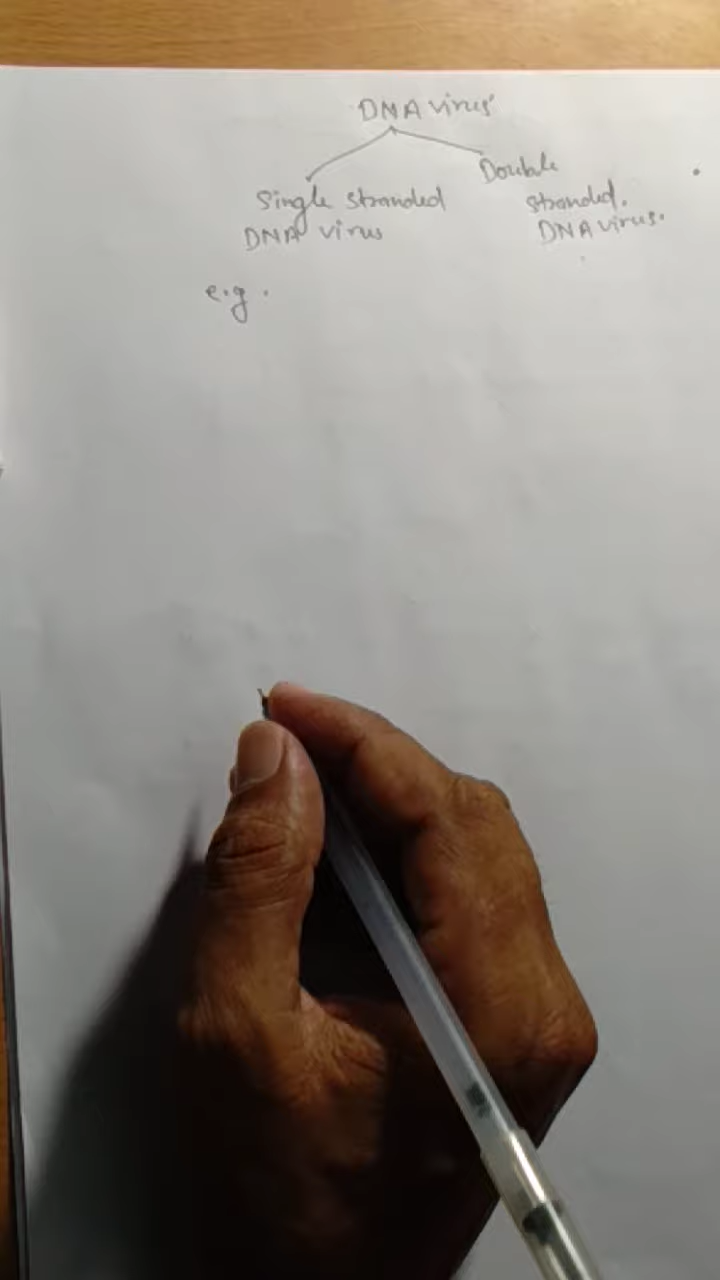 DNA virus
Double
Single stranded stranded.
DNA virus DNA virus.
e.g.